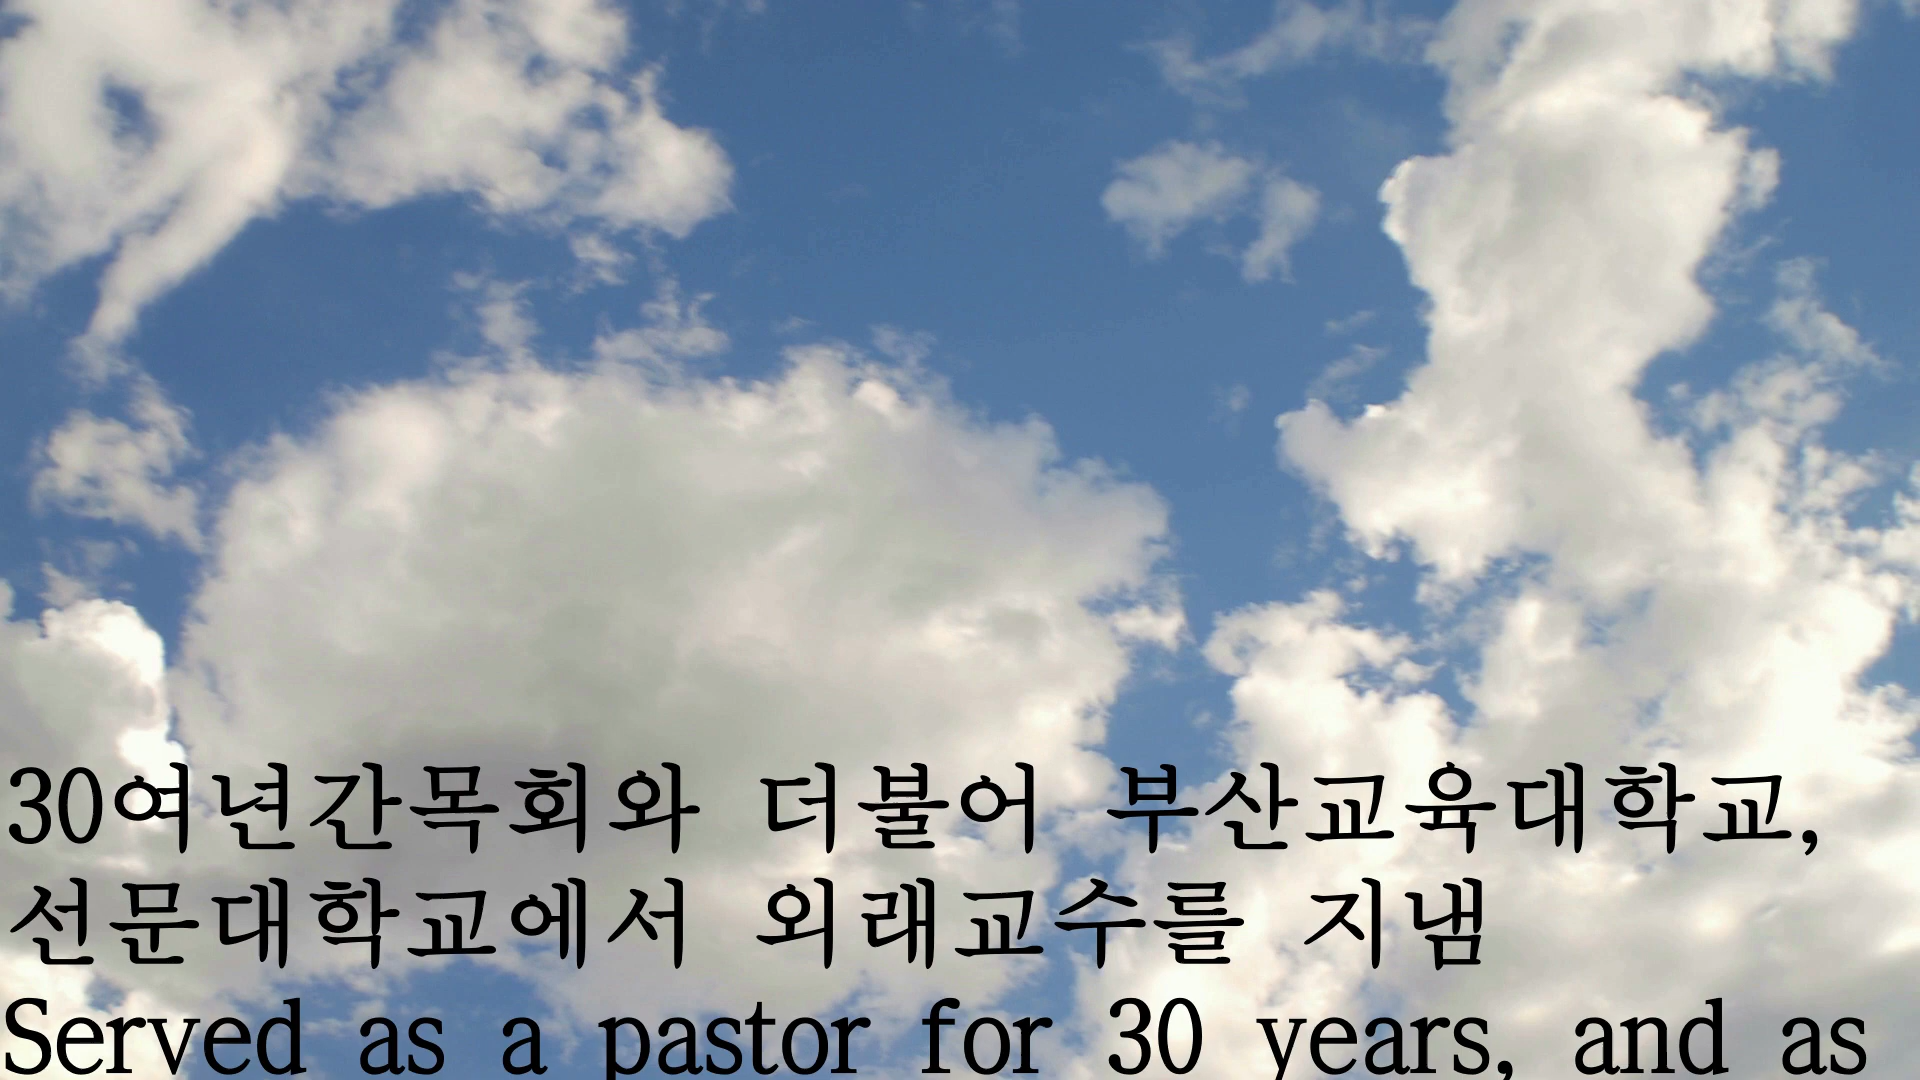 30여년간목회와 더불어 부산교육대학교,
선문대학교에서 외래교수를 지냄
Served as a pastor for 30 years, and as